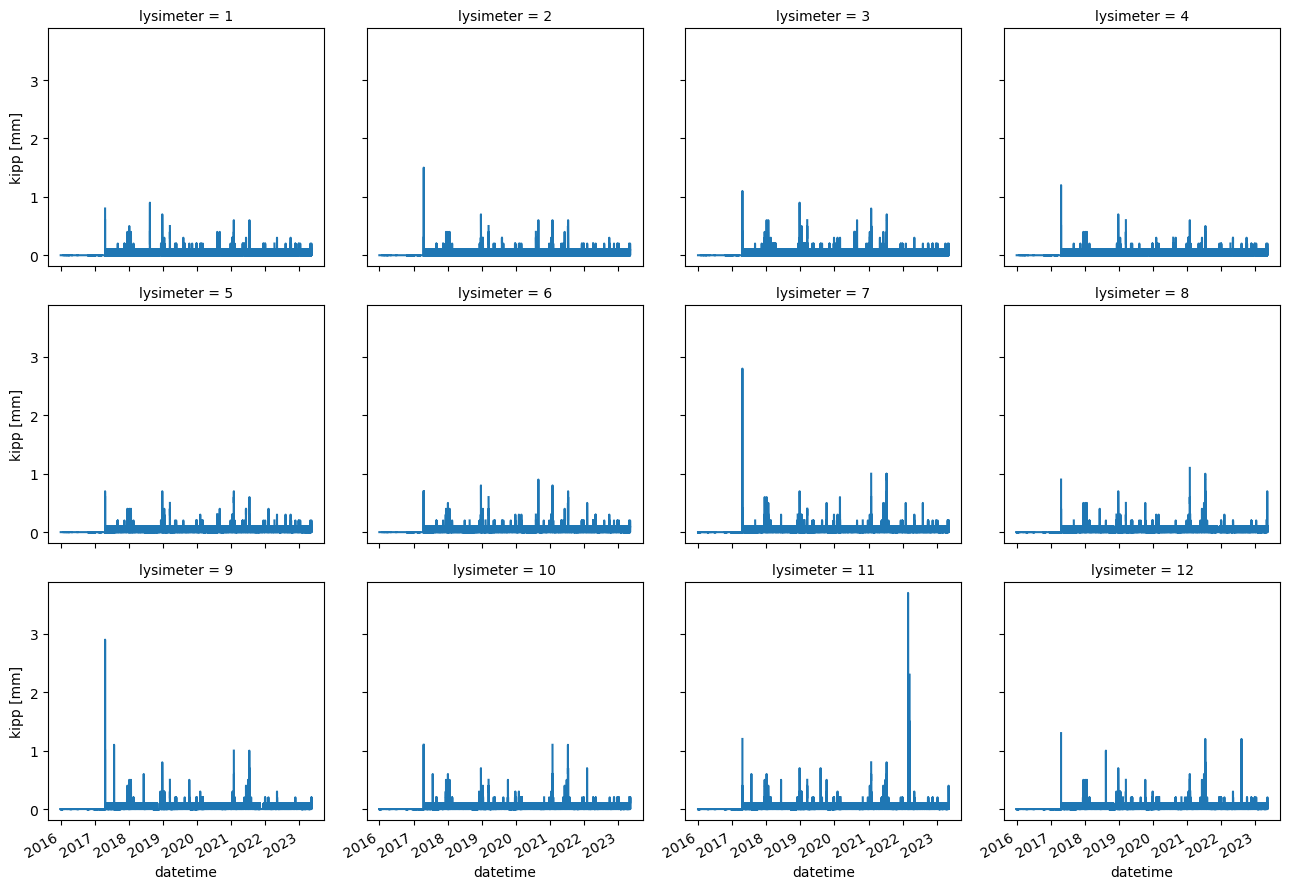 lysimeter = 1 lysimeter = 2 lysimeter = 3 lysimeter = 4
3
2
1
0
kipp [mm]
lysimeter = 5 lysimeter = 6 lysimeter = 7 lysimeter = 8
3
2
1
0
kipp [mm]
lysimeter = 9 lysimeter = 10 lysimeter = 11 lysimeter = 12
3
2
1
0
kipp [mm]
2016 2017 2018 2019 2020 2021 2022 2023 2016 2017 2018 2019 2020 2021 2022 2023 2016 2017 2018 2019 2020 2021 2022 2023 2016 2017 2018 2019 2020 2021 2022 2023
datetime datetime datetime datetime